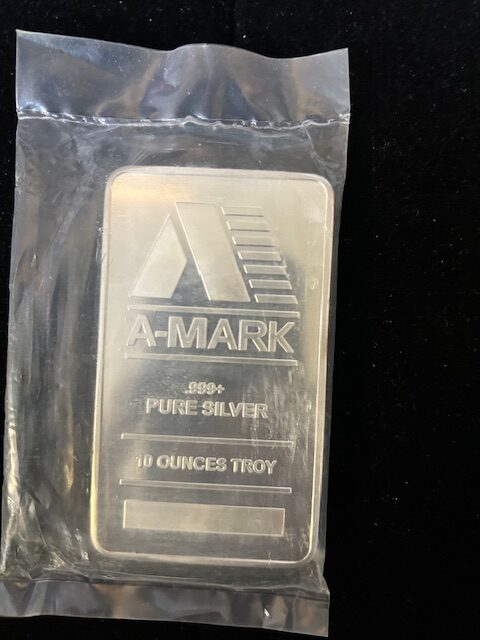 A-MARK
.999+
PURE SILVER
10 OUNCES TROY